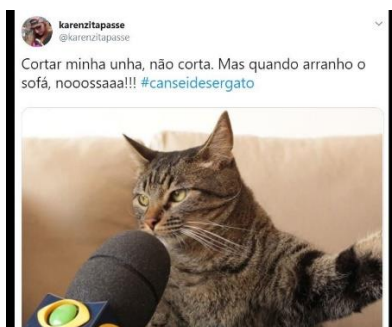 karenzitapasse
@karenzitapasse
Cortar minha unha, não corta. Mas quando arranho o
sofá, nooossaaa!!! #canseidesergato